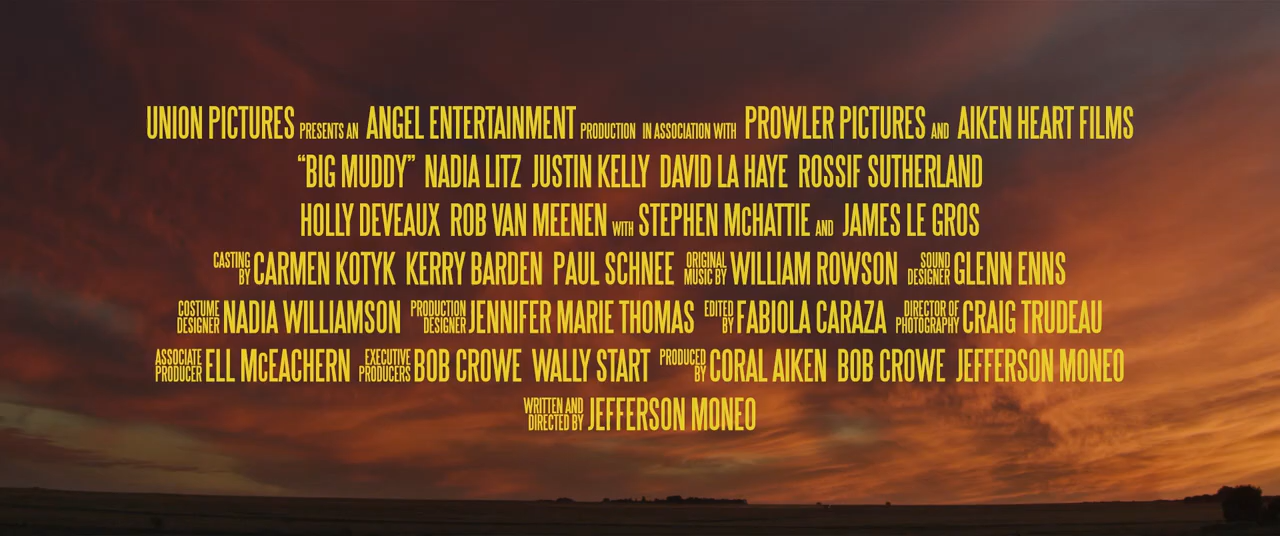 UNION PICTURES PRESENTS AN ANGEL ENTERTAINMENT PRODUCTION IN ASSOCIATION WITH PROWLER PICTURES AND AIKEN HEART FILMS
“BIG MUDDY” NADIA LITZ JUSTIN KELLY DAVID LA HAYE ROSSIF SUTHERLAND
HOLLY DEVEAUX ROB VAN MEENEN WITH STEPHEN McHATTIE AND JAMES LE GROS
CASTING BY CARMEN KOTYK KERRY BARDEN PAUL SCHNEE ORIGINAL MUSIC BY WILLIAM ROWSON SOUND DESIGNER GLENN ENNS
COSTUME DESIGNER NADIA WILLIAMSON PRODUCTION DESIGNER JENNIFER MARIE THOMAS EDITED BY FABIOLA CARAZA DIRECTOR OF PHOTOGRAPHY CRAIG TRUDEAU
ASSOCIATE PRODUCER ELL McEACHERN EXECUTIVE PRODUCERS BOB CROWE WALLY START PRODUCED BY CORAL AIKEN BOB CROWE JEFFERSON MONEO
WRITTEN AND DIRECTED BY JEFFERSON MONEO